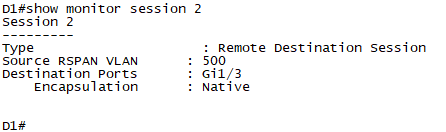 D1#show monitor session 2
Session 2
---------
Type                     : Remote Destination Session
Source RSPAN VLAN      : 500
Destination Ports      : Gi1/3
    Encapsulation      : Native
D1#